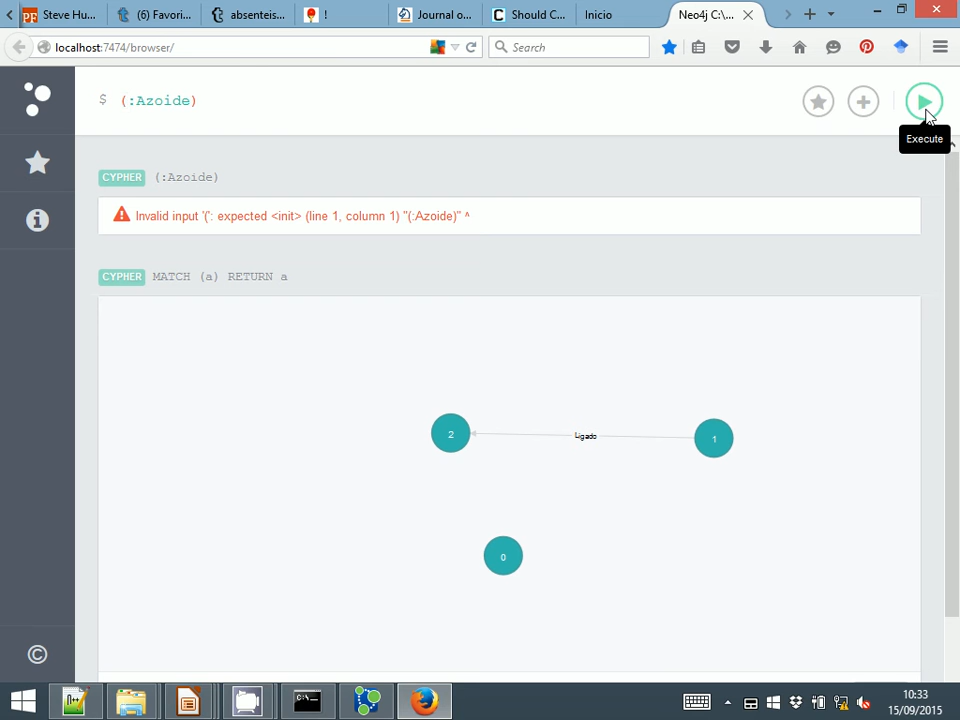 Steve Hu... (6) Favori... absenteis... ! Journal o... Should C... Inicio Neo4j C:\...
localhost:7474/browser/ Search
$ (:Azoide)
Execute
CYPHER (:Azoide)
Invalid input '(': expected <init> (line 1, column 1) "(:Azoide)" ^
CYPHER MATCH (a) RETURN a
2 Ligado 1
0
10:33
15/09/2015